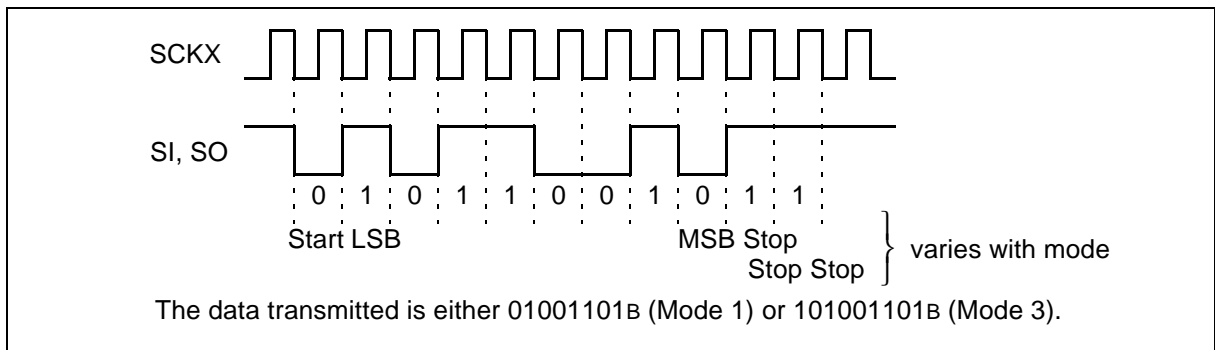 SCKX
SI, SO
0 1 0 1 1 0 0 1 0 1 1
Start LSB MSB Stop
Stop Stop
varies with mode
The data transmitted is either 01001101B (Mode 1) or 101001101B (Mode 3).